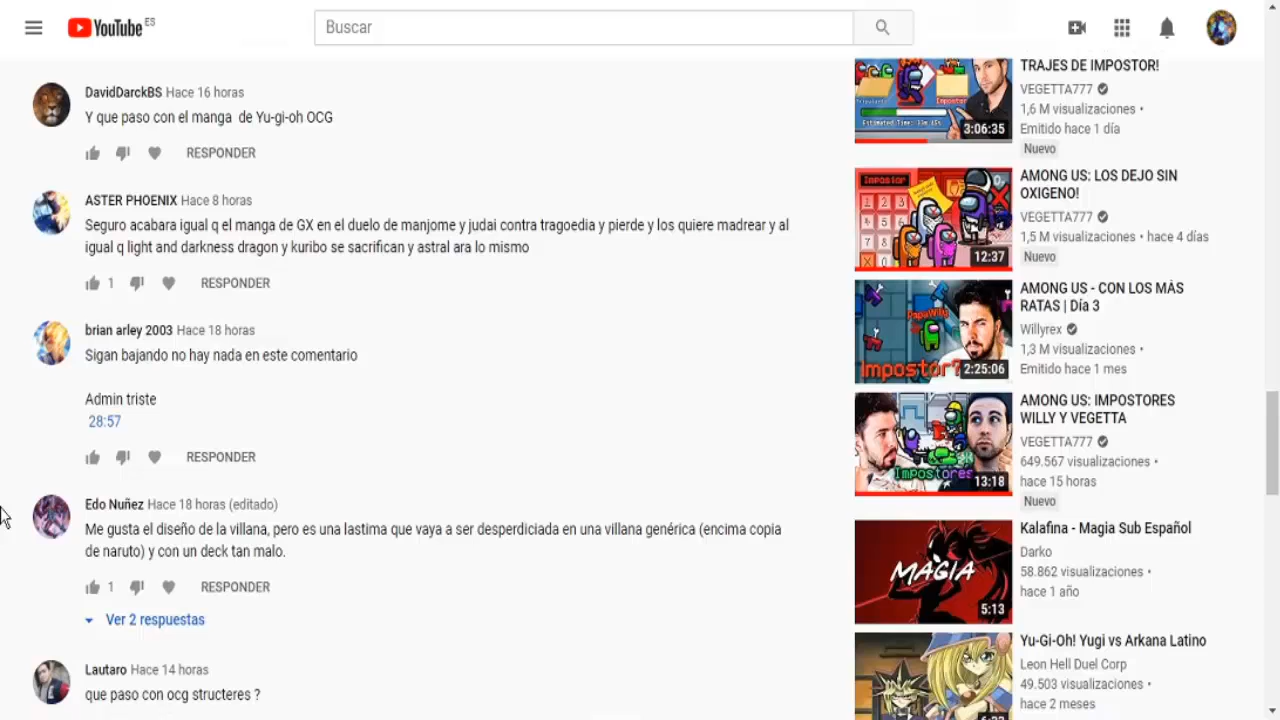 YouTube ES
Buscar
DavidDarckBS Hace 16 horas
Y que paso con el manga de Yu-gi-oh OCG
RESPONDER
ASTER PHOENIX Hace 8 horas
Seguro acabara igual q el manga de GX en el duelo de manjome y judai contra tragoedia y pierde y los quiere madrear y al
igual q light and darkness dragon y kuribo se sacrifican y astral ara lo mismo
1 RESPONDER
brian arley 2003 Hace 18 horas
Sigan bajando no hay nada en este comentario
Admin triste
28:57
RESPONDER
Edo Nuñez Hace 18 horas (editado)
Me gusta el diseño de la villana, pero es una lastima que vaya a ser desperdiciada en una villana genérica (encima copia
de naruto) y con un deck tan malo.
1 RESPONDER
Ver 2 respuestas
Lautaro Hace 14 horas
que paso con ocg structeres ?
Impostor
3:06:35
TRAJES DE IMPOSTOR!
VEGETTA777
1,6 M visualizaciones •
Emitido hace 1 día
Nuevo
Impostor
12:37
AMONG US: LOS DEJO SIN
OXIGENO!
VEGETTA777
1,5 M visualizaciones • hace 4 días
Nuevo
PapaWilly
Impostor?
2:25:06
AMONG US - CON LOS MÁS
RATAS | Día 3
Willyrex
1,3 M visualizaciones •
Emitido hace 1 mes
Impostores
13:18
AMONG US: IMPOSTORES
WILLY Y VEGETTA
VEGETTA777
649.567 visualizaciones •
hace 15 horas
Nuevo
MAGIA
5:13
Kalafina - Magia Sub Español
Darko
58.862 visualizaciones •
hace 1 año
Yu-Gi-Oh! Yugi vs Arkana Latino
Leon Hell Duel Corp
49.503 visualizaciones •
hace 2 meses